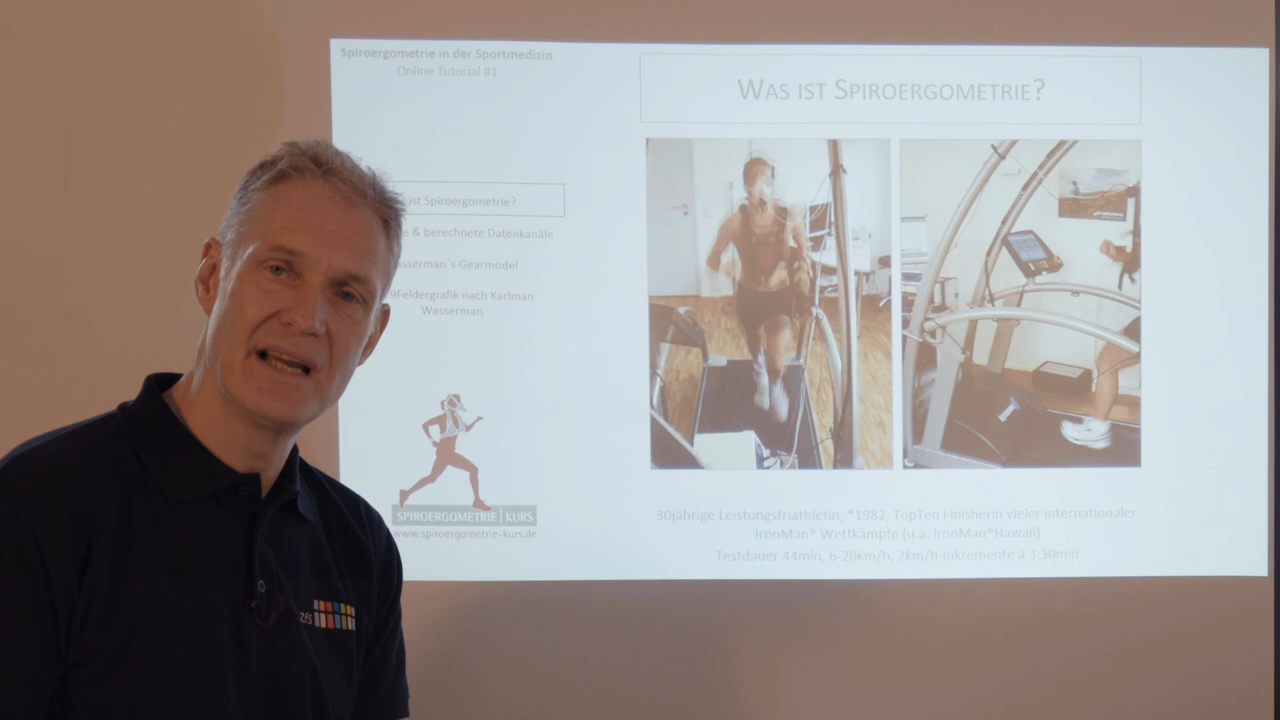 Spiroergometrie in der Sportmedizin
Online Tutorial #1
WAS IST SPIROERGOMETRIE?
ist Spiroergometrie?
& berechnete Datenkanäle
asserman´s Gearmodel
9Feldergrafik nach Karlman
Wasserman
SPIROERGOMETRIE | KURS
www.spiroergometrie-kurs.de
30jährige Leistungstriathletin, *1982, TopTen Finisherin vieler internationaler
IronMan® Wettkämpfe (u.a. IronMan®Hawaii)
Testdauer 44min, 6-20km/h, 2km/h-Inkremente á 3:30min
zfs